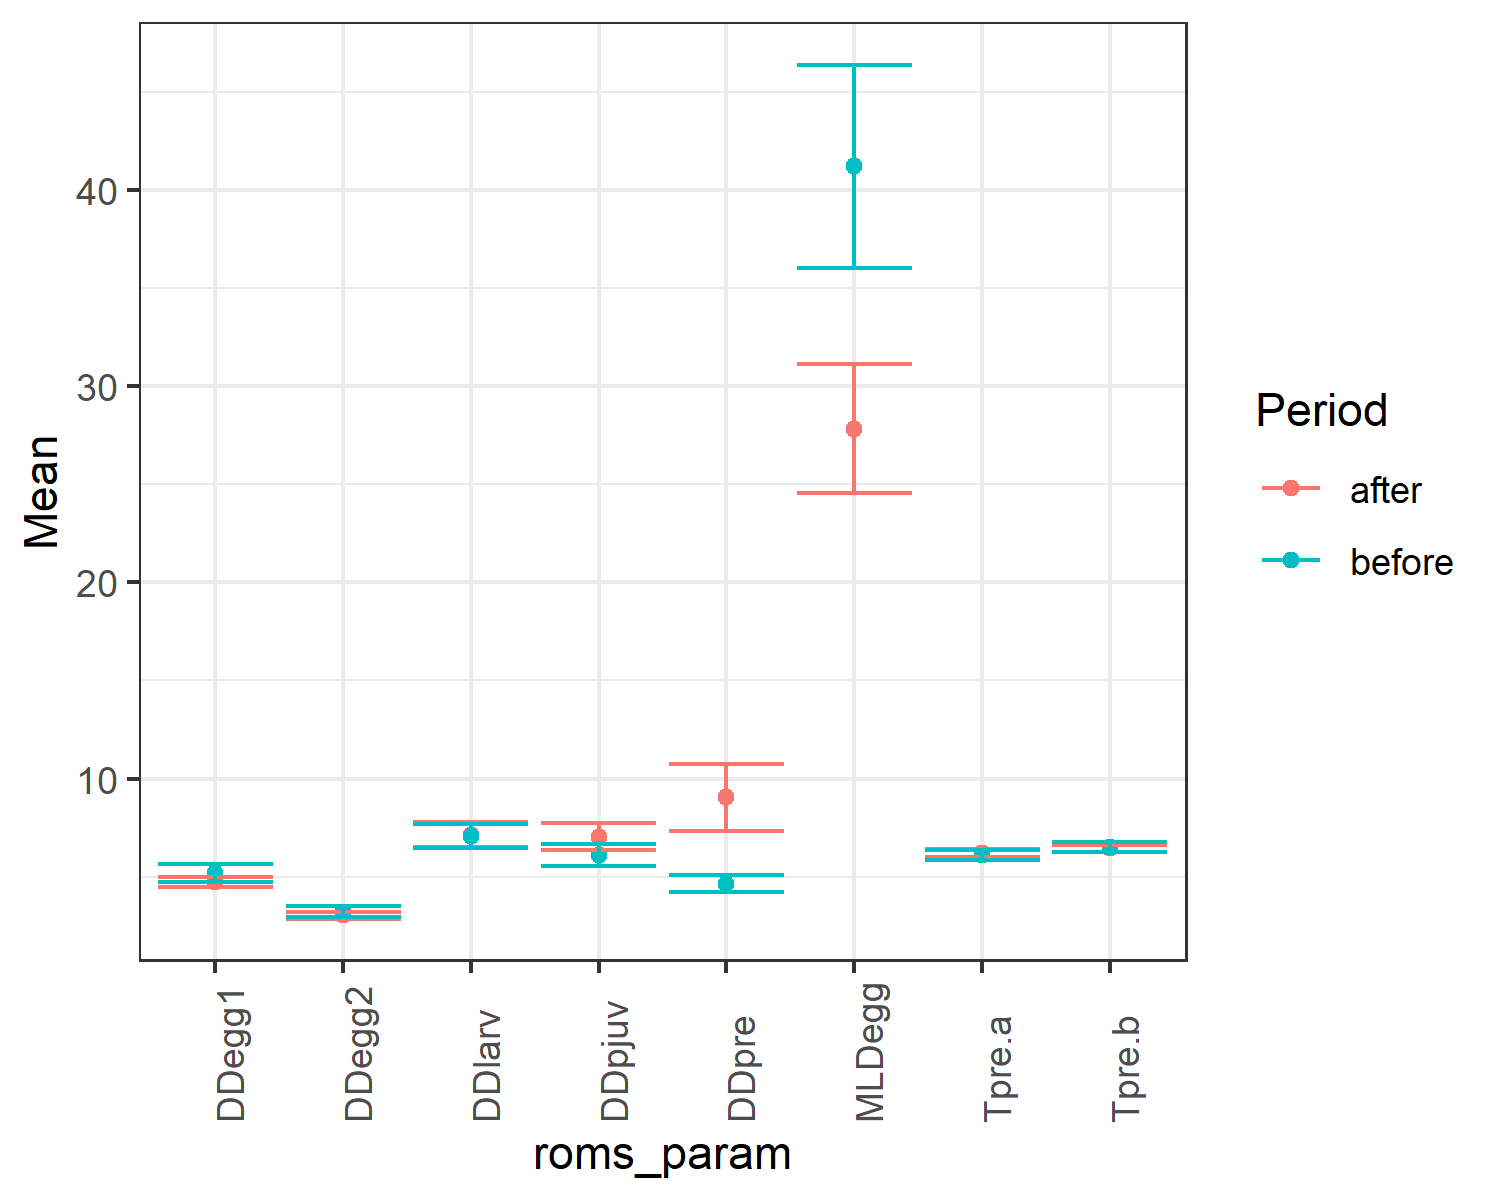 Mean
40
30
20
10
DDegg1
DDegg2
DDlarv
DDpjuv
DDpre
MLDegg
Tpre.a
Tpre.b
roms_param
Period
after
before